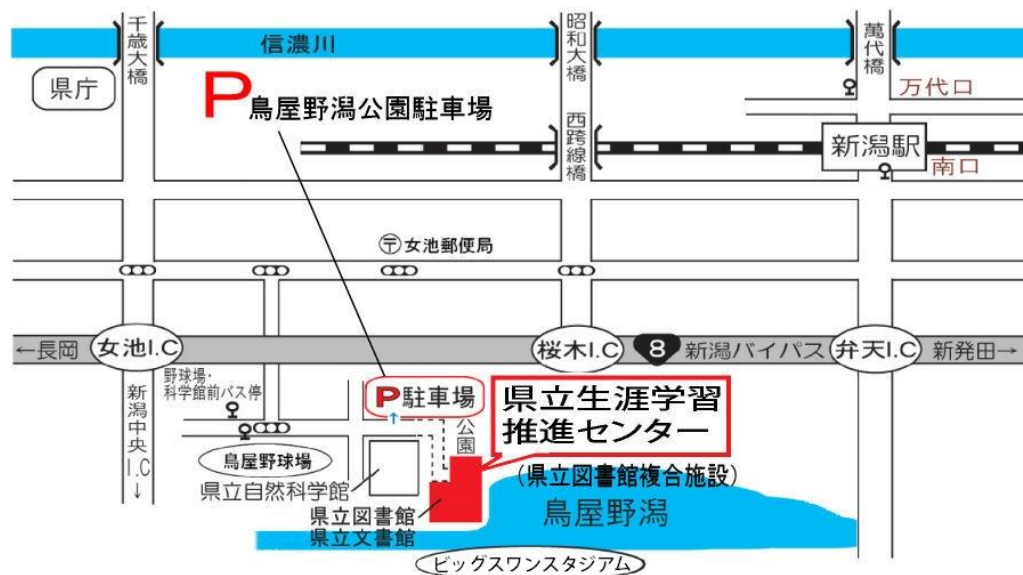 千歳大橋
信濃川
昭和大橋
萬代橋
県庁
P
鳥屋野潟公園駐車場
万代口
西跨線橋
新潟駅
南口
〒女池郵便局
←長岡
女池I.C
桜木I.C
8
新潟バイパス
弁天I.C
新発田→
野球場・
科学館前バス停
新潟中央I.C
↓
P駐車場
↑
公園
県立生涯学習
推進センター
(県立図書館複合施設)
鳥屋野球場
県立自然科学館
県立図書館
県立文書館
鳥屋野潟
ビッグスワンスタジアム